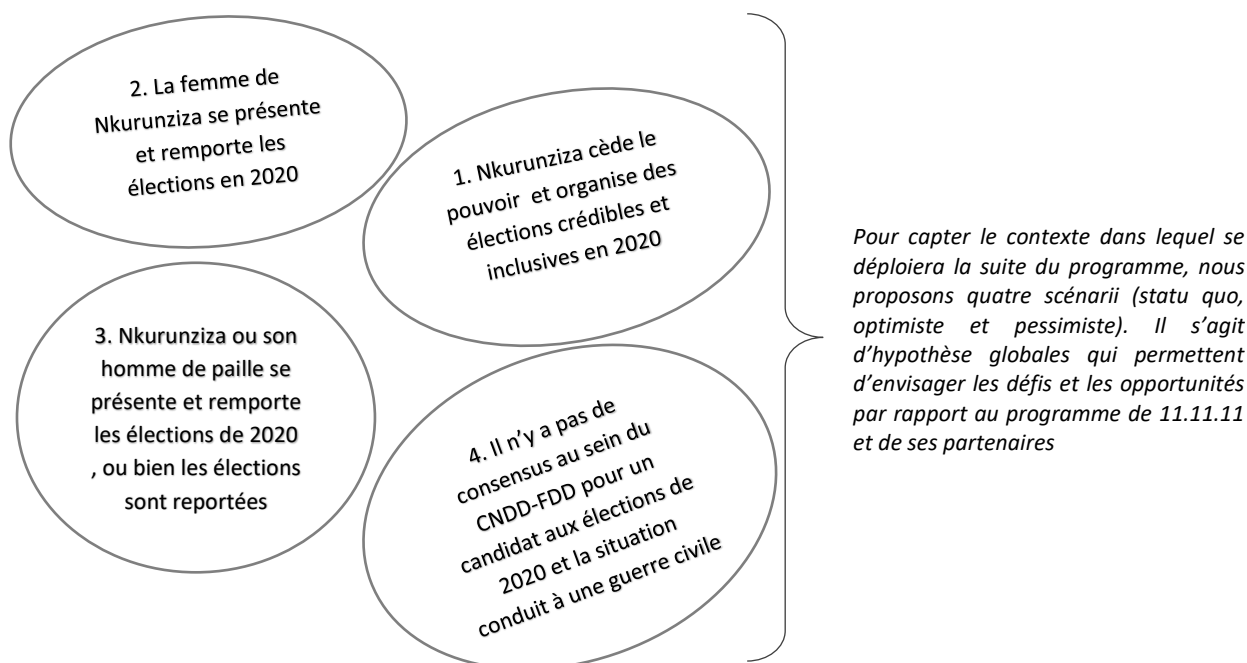 2. La femme de
Nkurunziza se présente
et remporte les
élections en 2020
1. Nkurunziza cède le
pouvoir et organise des
élections crédibles et
inclusives en 2020
3. Nkurunziza ou son
homme de paille se
présente et remporte
les élections de 2020
, ou bien les élections
sont reportées
4. Il n’y a pas de
consensus au sein du
CNDD-FDD pour un
candidat aux élections de
2020 et la situation
conduit à une guerre civile
Pour capter le contexte dans lequel se
déploiera la suite du programme, nous
proposons quatre scénarii (statu quo,
optimiste et pessimiste). Il s’agit
d’hypothèse globales qui permettent
d’envisager les défis et les opportunités
par rapport au programme de 11.11.11
et de ses partenaires